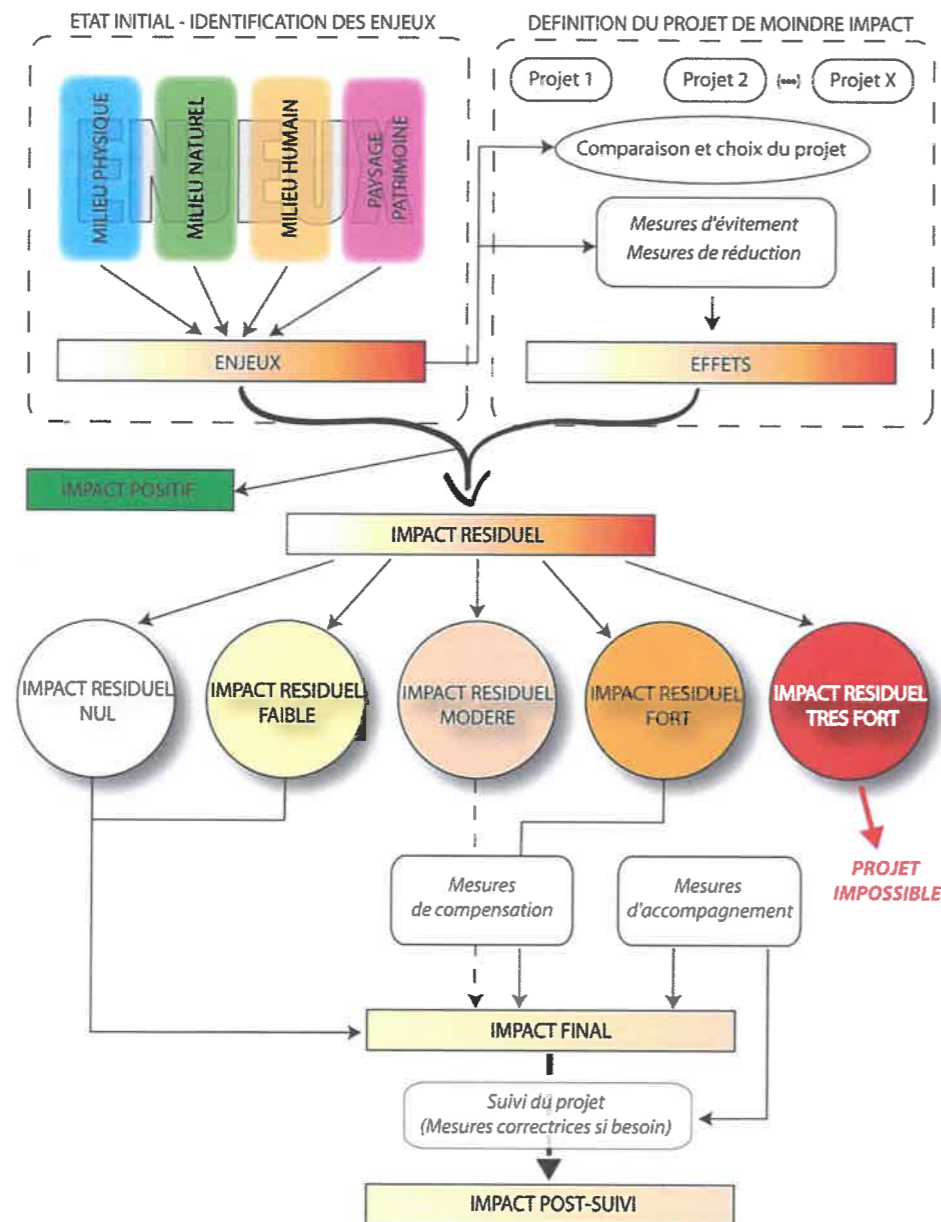 ETAT INITIAL - IDENTIFICATION DES ENJEUX
DEFINITION DU PROJET DE MOINDRE IMPACT
ENJEUX
MILIEU PHYSIQUE
MILIEU NATUREL
MILIEU HUMAIN
PAYSAGE
PATRIMOINE
Projet 1
Projet 2
(•••)
Projet X
Comparaison et choix du projet
Mesures d'évitement
Mesures de réduction
ENJEUX
EFFETS
IMPACT POSITIF
IMPACT RESIDUEL
IMPACT RESIDUEL
NUL
IMPACT RESIDUEL
FAIBLE
IMPACT RESIDUEL
MODERE
IMPACT RESIDUEL
FORT
IMPACT RESIDUEL
TRES FORT
PROJET
IMPOSSIBLE
Mesures
de compensation
Mesures
d'accompagnement
IMPACT FINAL
Suivi du projet
(Mesures correctrices si besoin)
IMPACT POST-SUIVI